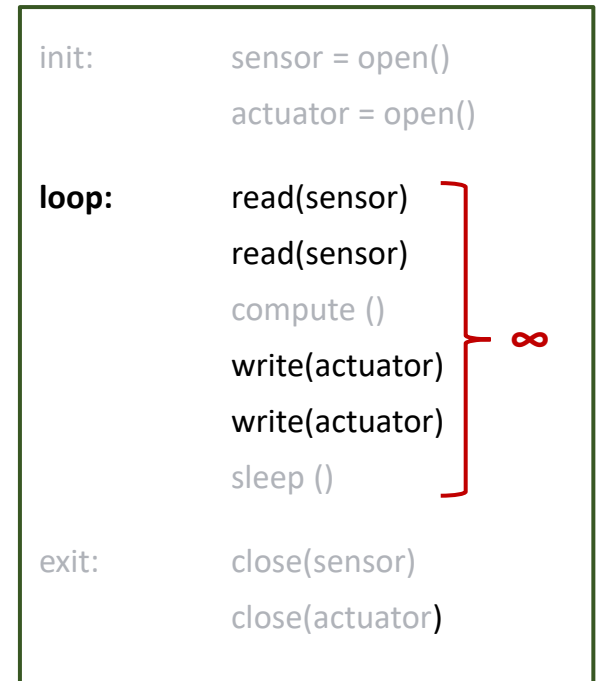 init: sensor = open()
actuator = open()
loop: read(sensor)
read(sensor)
compute ()
∞
write(actuator)
write(actuator)
sleep ()
exit: close(sensor)
close(actuator)